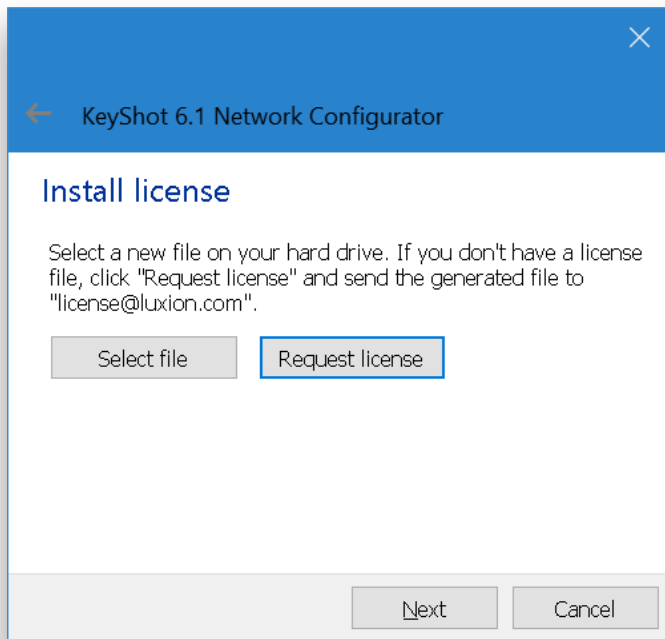 KeyShot 6.1 Network Configurator
Install license
Select a new file on your hard drive. If you don't have a license
file, click "Request license" and send the generated file to
"license@luxion.com".
Select file
Request license
Next
Cancel